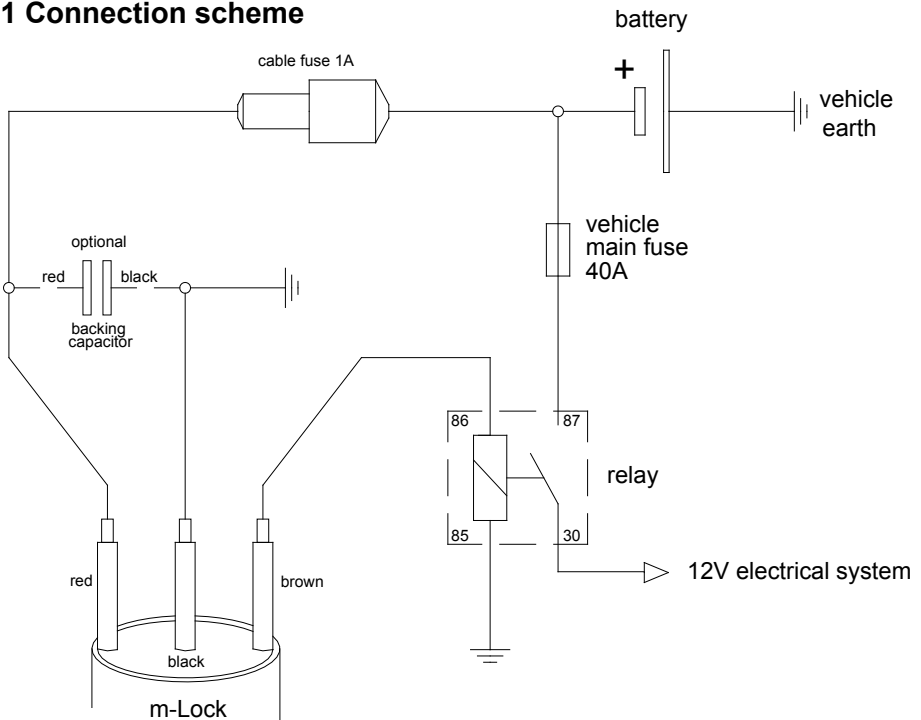 1 Connection scheme
battery
cable fuse 1A
+
vehicle
earth
vehicle
main fuse
40A
optional
red
black
backing
capacitor
86
87
relay
85
30
12V electrical system
red
brown
black
m-Lock